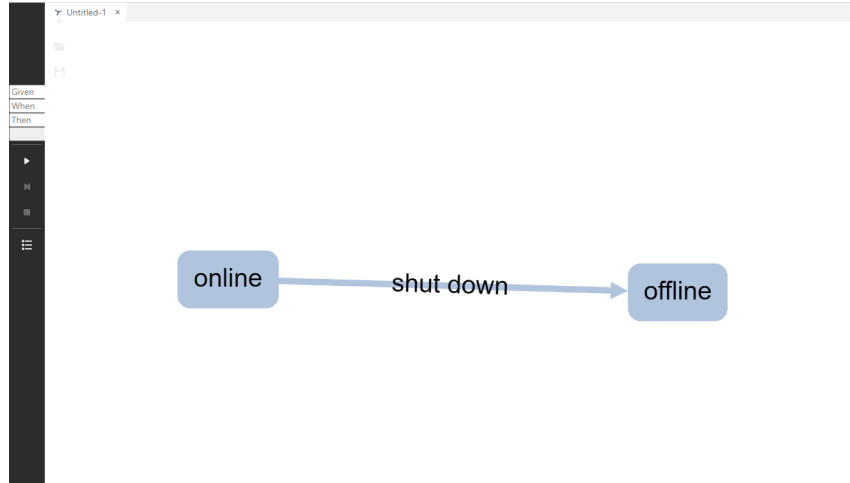 Untitled-1 ×
Given
When
Then
online
shut down
offline